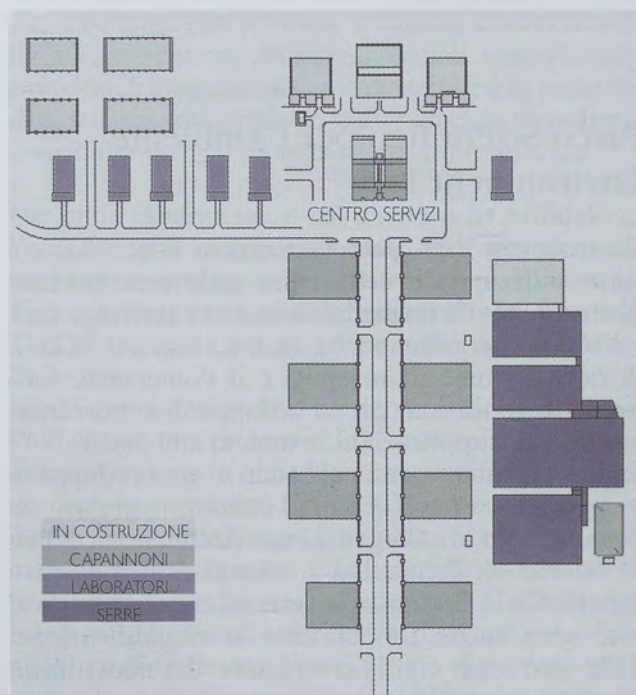 CENTRO SERVIZI
IN COSTRUZIONE
CAPANNONI
LABORATORI
SERRE